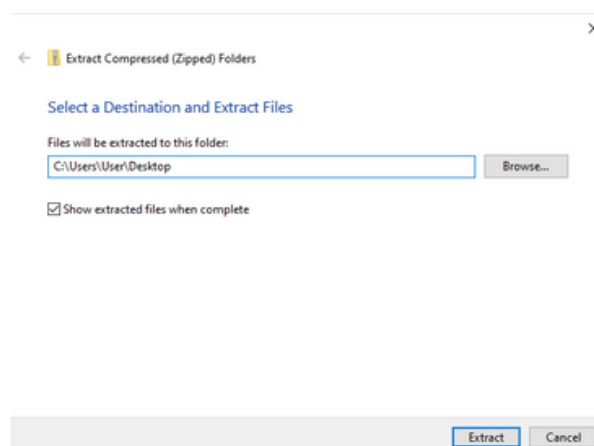 Extract Compressed (Zipped) Folders
Select a Destination and Extract Files
Files will be extracted to this folder:
C:\Users\User\Desktop
Browse...
Show extracted files when complete
Extract
Cancel